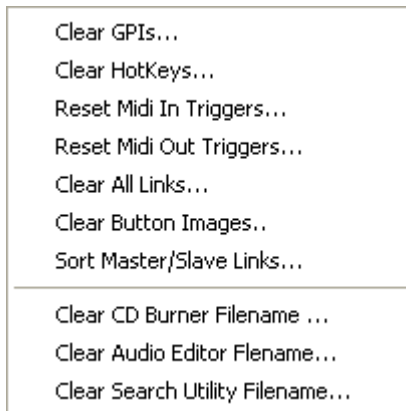 Clear GPIs...
Clear HotKeys...
Reset Midi In Triggers...
Reset Midi Out Triggers...
Clear All Links...
Clear Button Images..
Sort Master/Slave Links...
Clear CD Burner Filename ...
Clear Audio Editor Flename...
Clear Search Utility Filename...